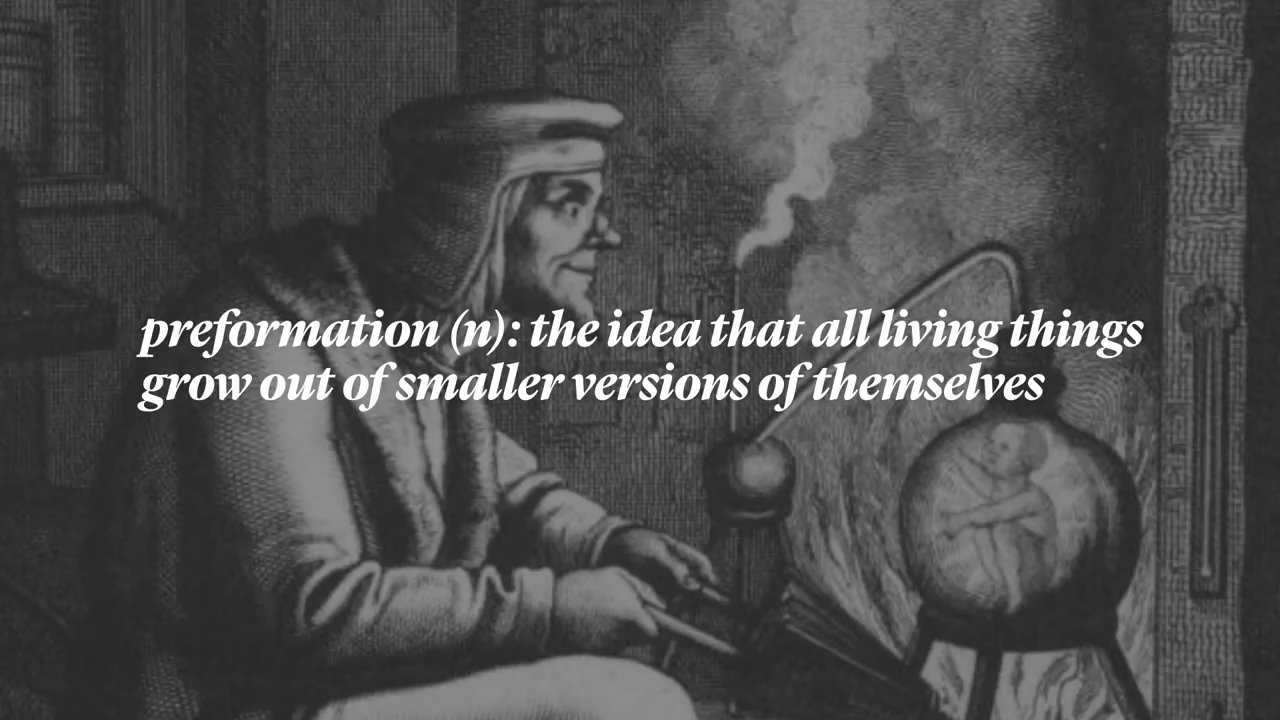 preformation (n): the idea that all living things
grow out of smaller versions of themselves